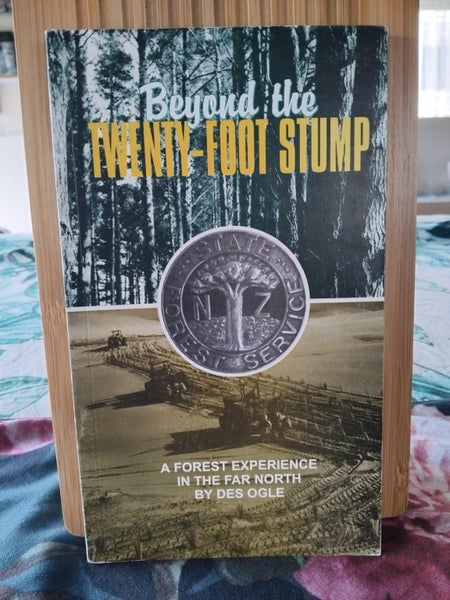 Beyond the
TWENTY-FOOT STUMP
STATE
N Z
FOREST SERVICE
A FOREST EXPERIENCE
IN THE FAR NORTH
BY DES OGLE